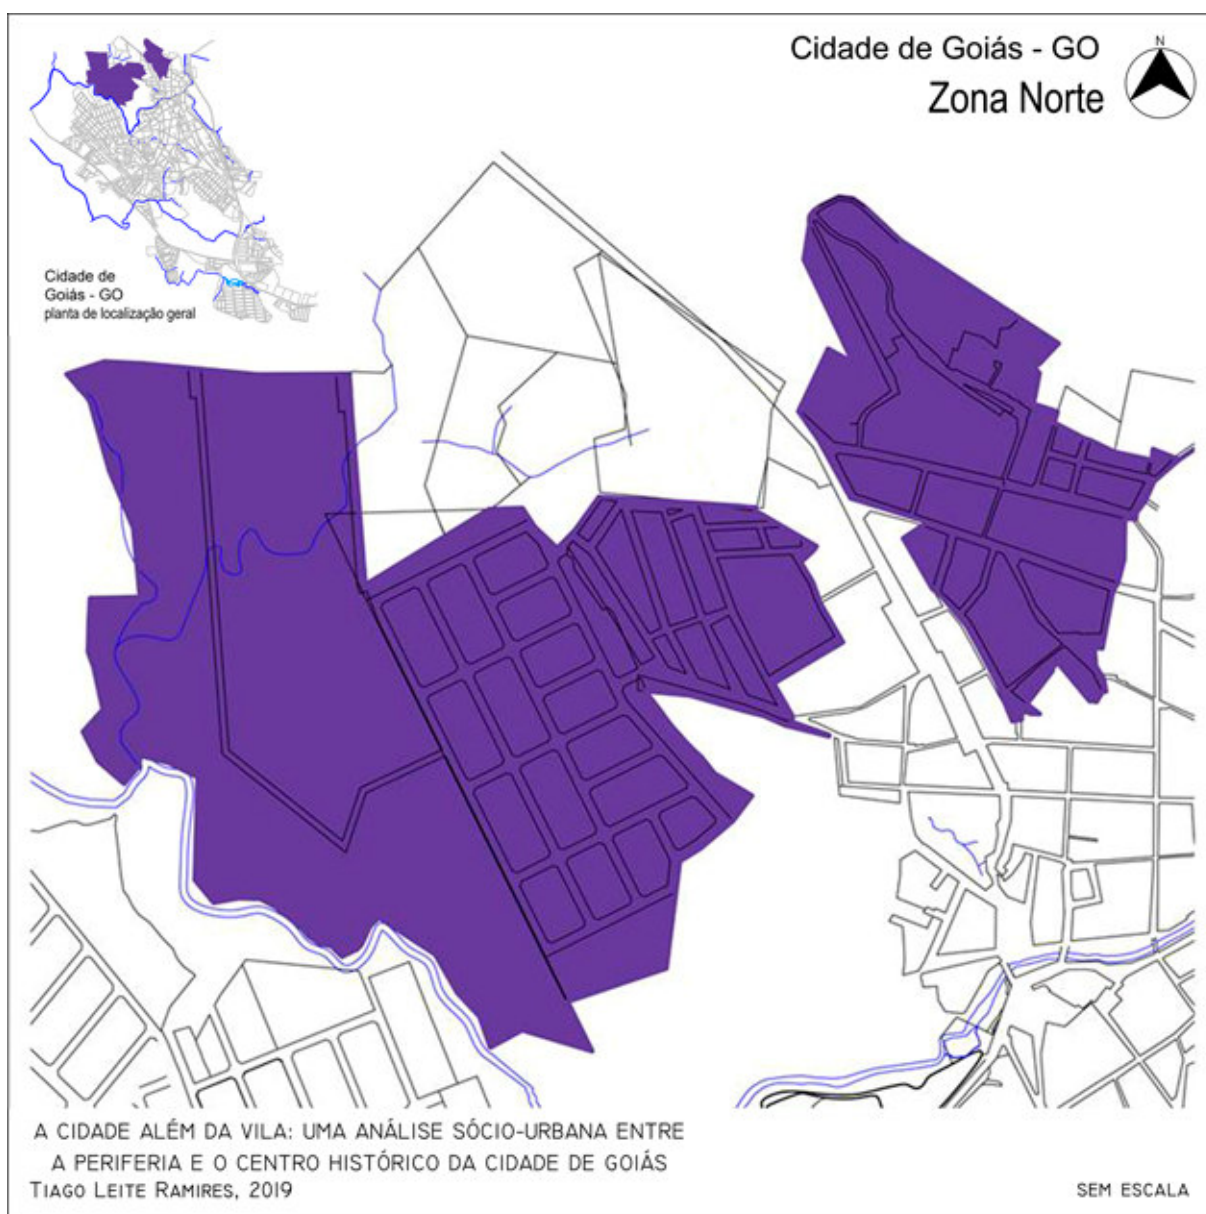 Cidade de Goiás - GO
Zona Norte
N
Cidade de
Goiás - GO
planta de localização geral
A CIDADE ALÉM DA VILA: UMA ANÁLISE SÓCIO-URBANA ENTRE
A PERIFERIA E O CENTRO HISTÓRICO DA CIDADE DE GOIÁS
TIAGO LEITE RAMIRES, 2019
SEM ESCALA